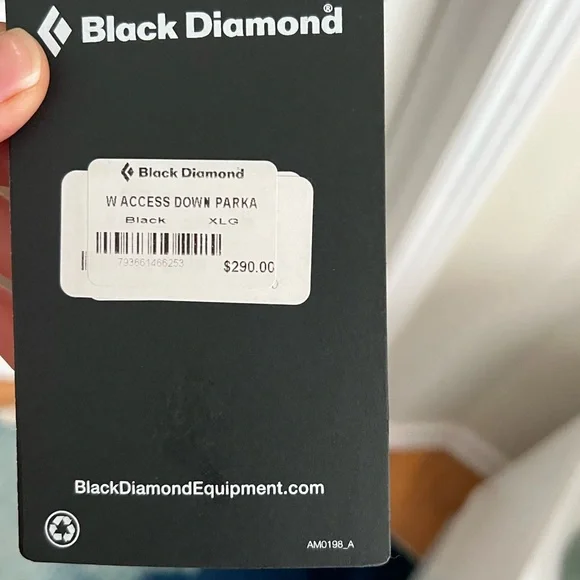 Black Diamond®
Black Diamond
W ACCESS DOWN PARKA
Black XLG
793661466253
$290.00
BlackDiamondEquipment.com
AM0198_A